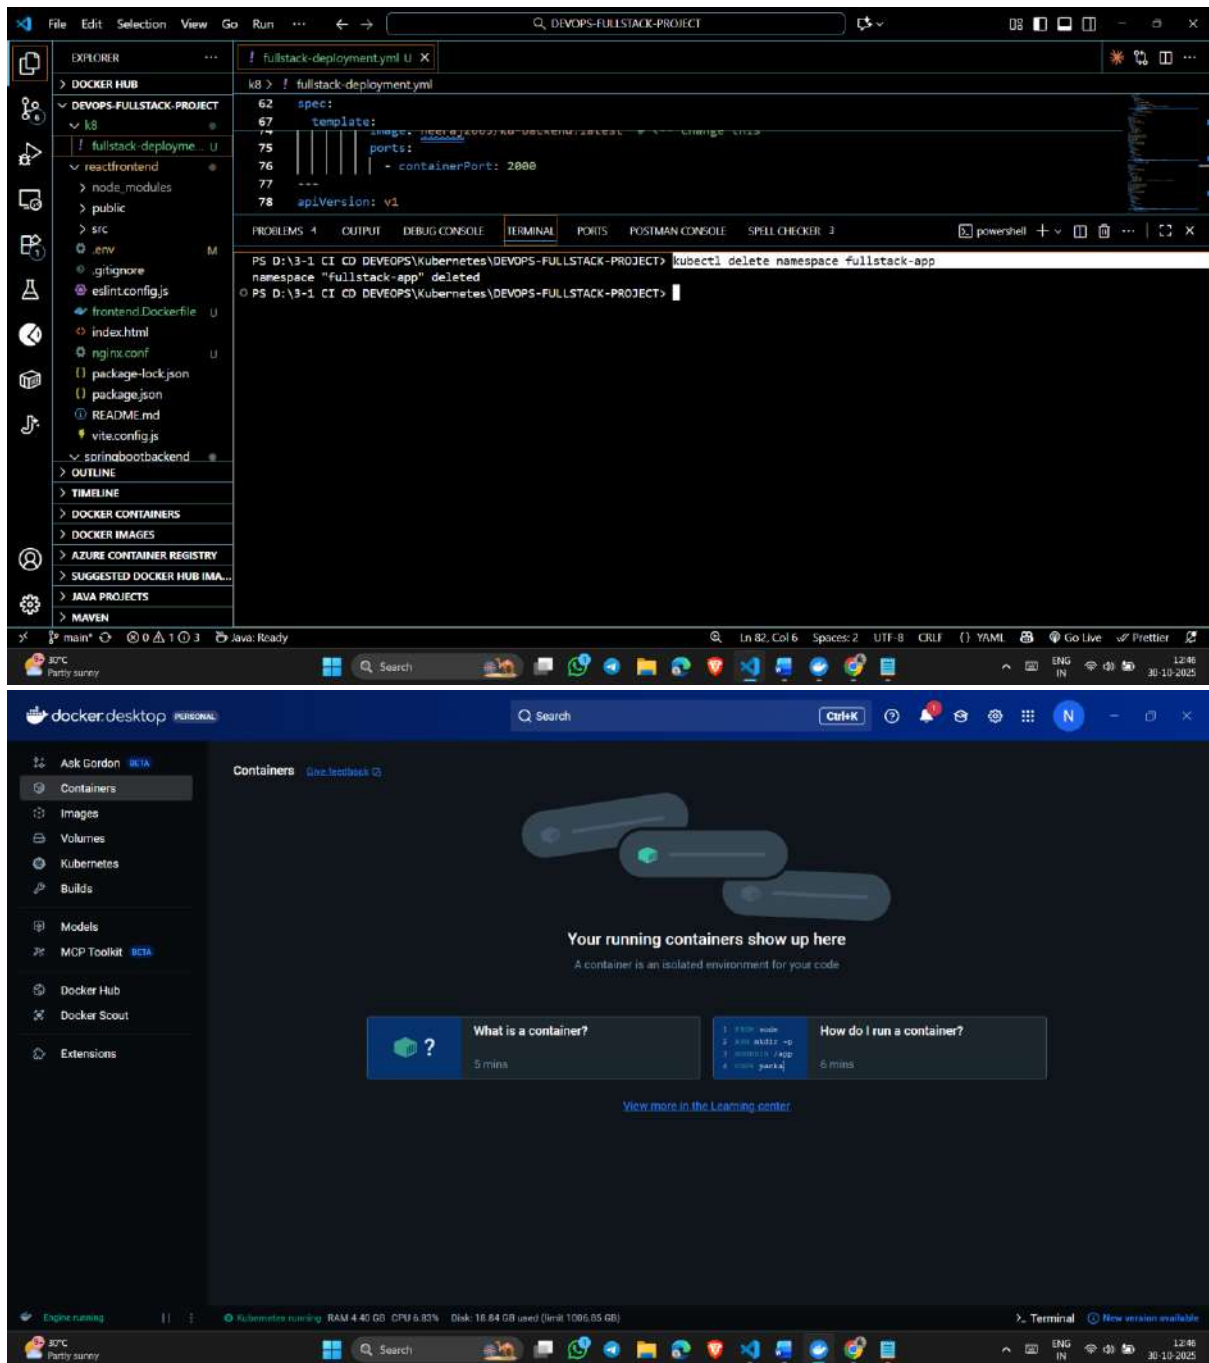 File Edit Selection View Go Run ··· DEVOPS-FULLSTACK-PROJECT
EXPLORER ···
fullstack-deployment.yml U
DOCKER HUB
DEVOPS-FULLSTACK-PROJECT
k8
fullstack-deployme... U
reactfrontend
node_modules
public
src
.env M
.gitignore
eslint.config.js
frontend.Dockerfile U
index.html
nginx.conf U
package-lock.json
package.json
README.md
vite.config.js
springbootbackend
OUTLINE
TIMELINE
DOCKER CONTAINERS
DOCKER IMAGES
AZURE CONTAINER REGISTRY
SUGGESTED DOCKER HUB IMA...
JAVA PROJECTS
MAVEN
k8 > ! fullstack-deployment.yml
62 spec:
67 template:
75 ports:
76 - containerPort: 2000
77 ---
78 apiVersion: v1
PROBLEMS 4 OUTPUT DEBUG CONSOLE TERMINAL PORTS POSTMAN CONSOLE SPELL CHECKER 3 powershell
PS D:\3-1 CI CD DEVEOPS\Kubernetes\DEVOPS-FULLSTACK-PROJECT> kubectl delete namespace fullstack-app
namespace "fullstack-app" deleted
PS D:\3-1 CI CD DEVEOPS\Kubernetes\DEVOPS-FULLSTACK-PROJECT>
main* 0 1 3 Java: Ready Ln 82, Col 6 Spaces: 2 UTF-8 CRLF {} YAML Go Live Prettier
30°C
Partly sunny
Search
ENG
IN
12:46
30-10-2025
docker.desktop PERSONAL Search Ctrl+K N
Ask Gordon BETA
Containers
Images
Volumes
Kubernetes
Builds
Models
MCP Toolkit BETA
Docker Hub
Docker Scout
Extensions
Containers Give feedback
Your running containers show up here
A container is an isolated environment for your code
What is a container?
5 mins
How do I run a container?
6 mins
View more in the Learning center
Engine running Kubernetes running RAM 4.40 GB CPU 6.83% Disk: 18.84 GB used (limit 1006.85 GB) Terminal New version available
30°C
Partly sunny
Search
ENG
IN
12:46
30-10-2025